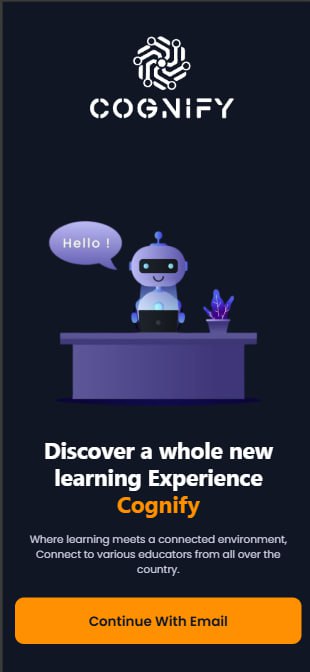 COGNIFY
Hello !
Discover a whole new
learning Experience
Cognify
Where learning meets a connected environment,
Connect to various educators from all over the
country.
Continue With Email